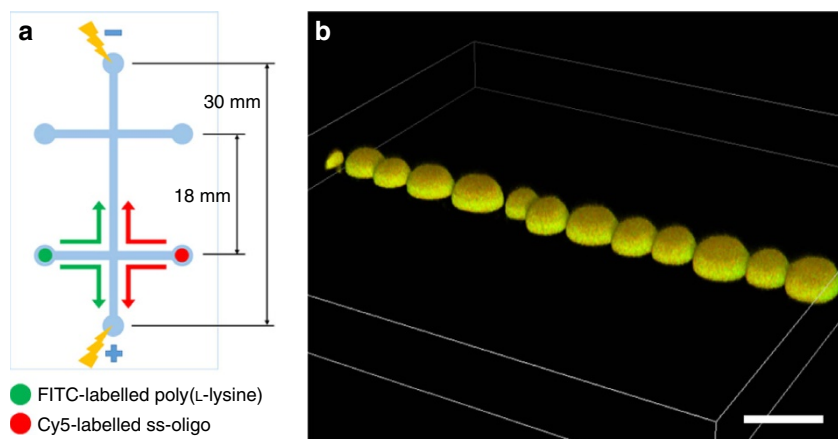 a
b
−
30 mm
18 mm
+
FITC-labelled poly(L-lysine)
Cy5-labelled ss-oligo